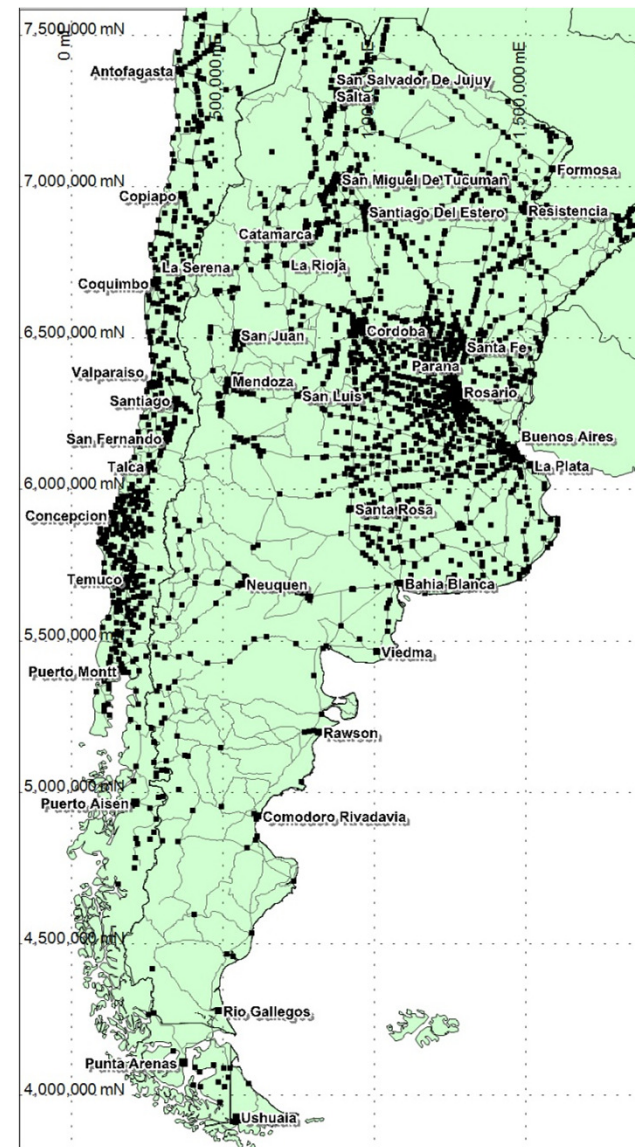 7,500,000 mN
0 mE
500,000 mE
1,000,000 mE
1,500,000 mE
Antofagasta
San Salvador De Jujuy
Salta
Formosa
7,000,000 mN
San Miguel De Tucuman
Copiapo
Santiago Del Estero
Resistencia
Catamarca
La Serena
La Rioja
Coquimbo
6,500,000 mN
San Juan
Cordoba
Santa Fe
Parana
Valparaiso
Mendoza
Rosario
Santiago
San Luis
San Fernando
Buenos Aires
Talca
La Plata
6,000,000 mN
Concepcion
Santa Rosa
Temuco
Neuquen
Bahia Blanca
5,500,000 mN
Viedma
Puerto Montt
Rawson
5,000,000 mN
Puerto Aisen
Comodoro Rivadavia
4,500,000 mN
Rio Gallegos
Punta Arenas
4,000,000 mN
Ushuaia